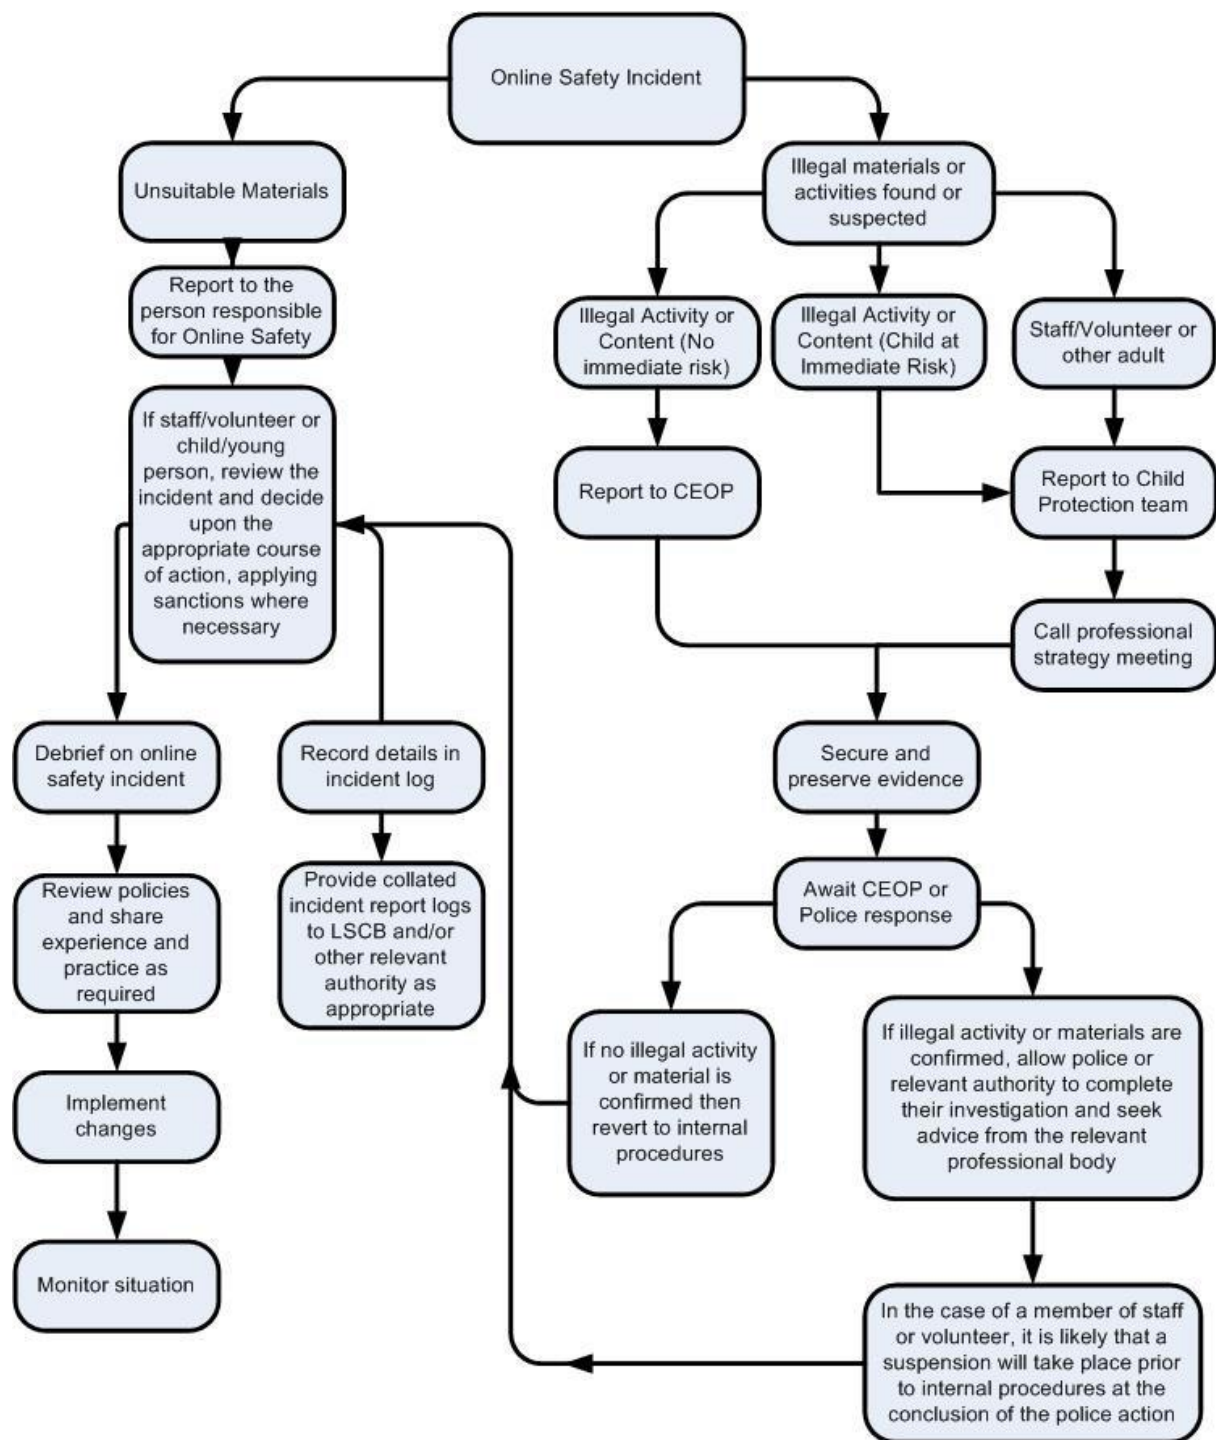 Online Safety Incident
Unsuitable Materials
Illegal materials or
activities found or
suspected
Report to the
person responsible
for Online Safety
Illegal Activity or
Content (No
immediate risk)
Illegal Activity or
Content (Child at
Immediate Risk)
Staff/Volunteer or
other adult
If staff/volunteer or
child/young
person, review the
incident and decide
upon the
appropriate course
of action, applying
sanctions where
necessary
Report to CEOP
Report to Child
Protection team
Call professional
strategy meeting
Debrief on online
safety incident
Record details in
incident log
Secure and
preserve evidence
Review policies
and share
experience and
practice as
required
Provide collated
incident report logs
to LSCB and/or
other relevant
authority as
appropriate
Await CEOP or
Police response
If no illegal activity
or material is
confirmed then
revert to internal
procedures
If illegal activity or materials are
confirmed, allow police or
relevant authority to complete
their investigation and seek
advice from the relevant
professional body
Implement
changes
Monitor situation
In the case of a member of staff
or volunteer, it is likely that a
suspension will take place prior
to internal procedures at the
conclusion of the police action